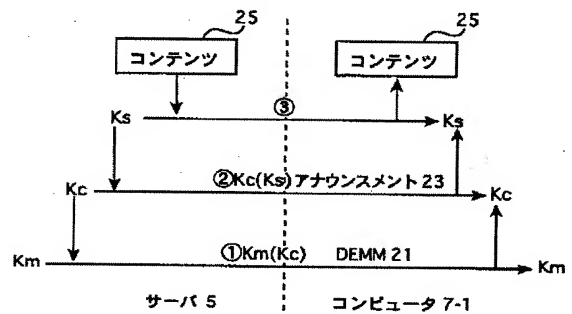 25
25
コンテンツ
コンテンツ
③
Ks
Ks
②Kc(Ks)アナウンスメント23
Kc
Kc
①Km(Kc) DEMM 21
Km
Km
サーバ 5
コンピュータ 7-1